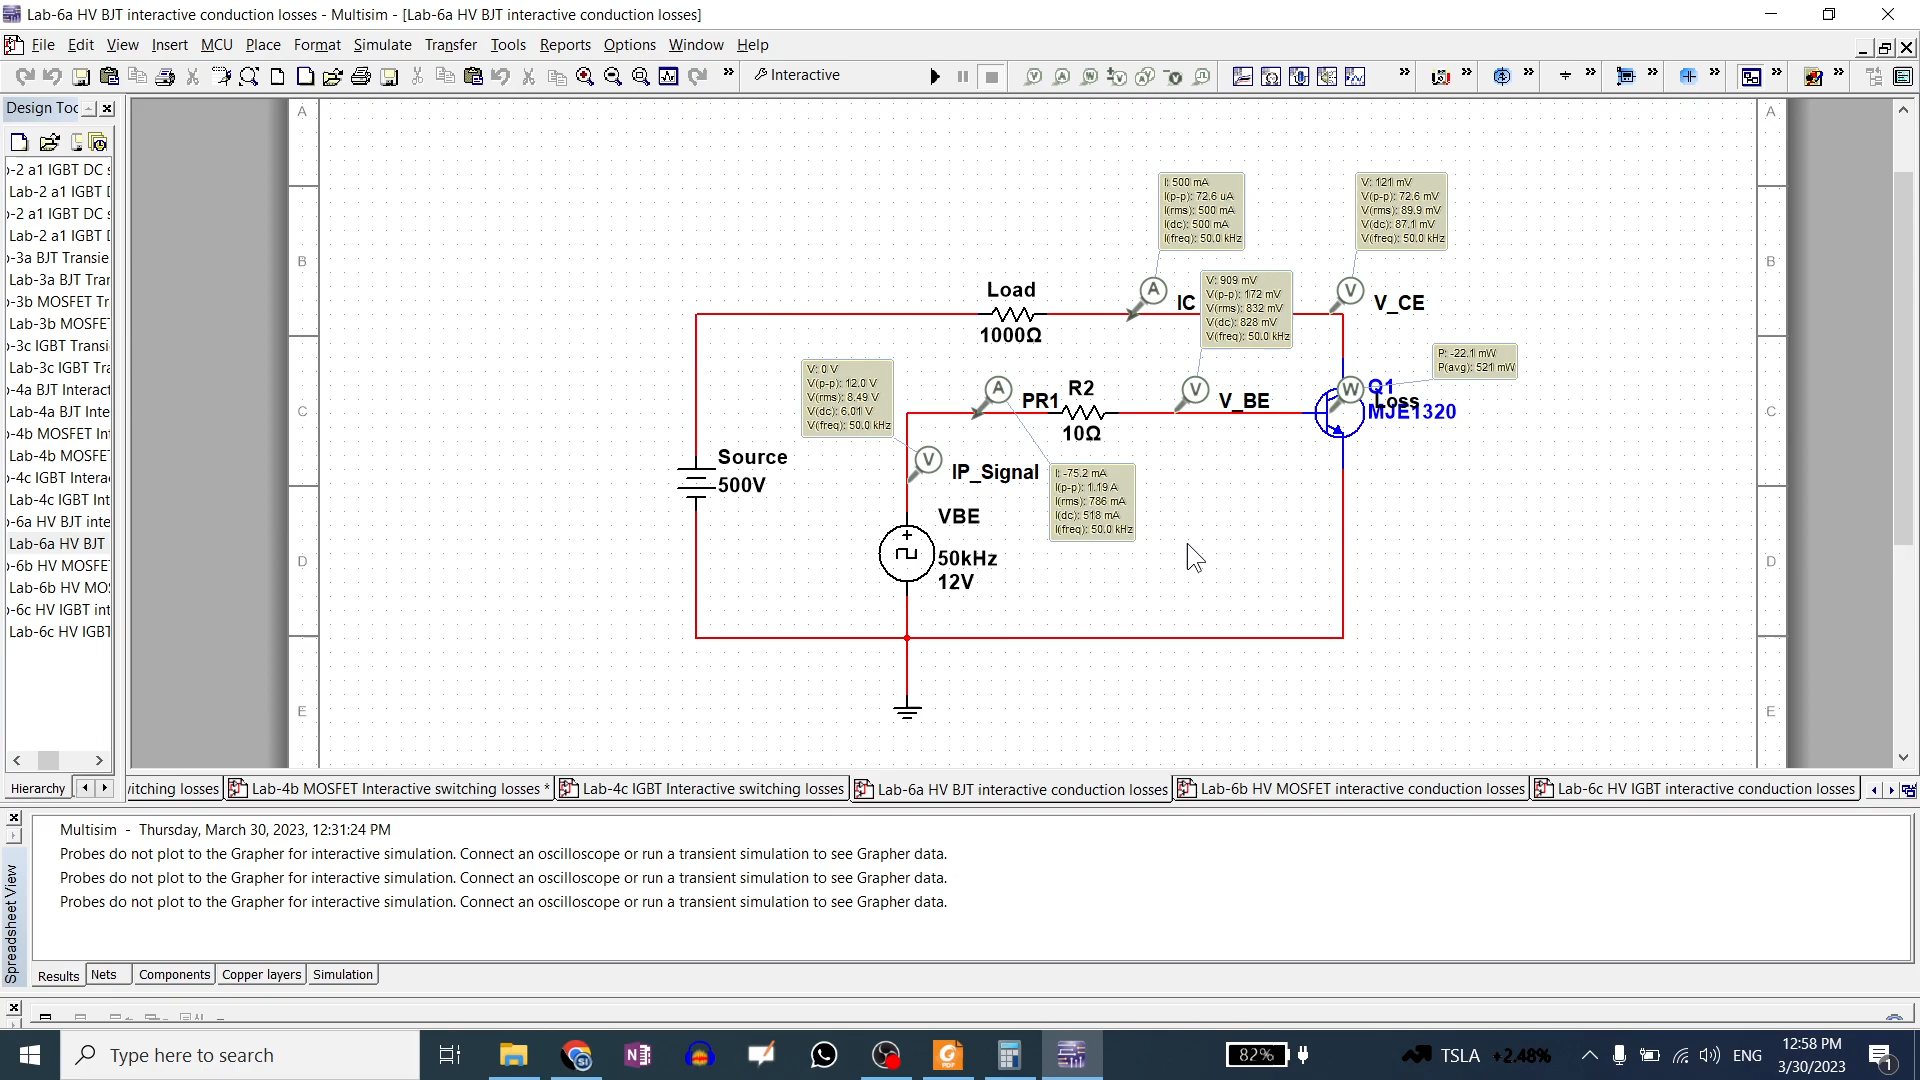 Lab-6a HV BJT interactive conduction losses - Multisim - [Lab-6a HV BJT interactive conduction losses]
File Edit View Insert MCU Place Format Simulate Transfer Tools Reports Options Window Help
Interactive
Design Toc
-2 a1 IGBT DC
Lab-2 a1 IGBT
-2 a1 IGBT DC
Lab-2 a1 IGBT
-3a BJT Transie
Lab-3a BJT Trar
-3b MOSFET Tr
Lab-3b MOSFE
-3c IGBT Transi
Lab-3c IGBT Tra
-4a BJT Interact
Lab-4a BJT Inte
-4b MOSFET In
Lab-4b MOSFE
-4c IGBT Intera
Lab-4c IGBT Int
-6a HV BJT inte
Lab-6a HV BJT
-6b HV MOSFE
Lab-6b HV MO
-6c HV IGBT int
Lab-6c HV IGBT
Hierarchy
A
B
C
D
E
A
B
C
D
E
I: 500 mA
I(p-p): 72.6 uA
I(rms): 500 mA
I(dc): 500 mA
I(freq): 50.0 kHz
V: 121 mV
V(p-p): 72.6 mV
V(rms): 89.9 mV
V(dc): 87.1 mV
V(freq): 50.0 kHz
Load
1000Ω
A
IC
V: 909 mV
V(p-p): 172 mV
V(rms): 832 mV
V(dc): 828 mV
V(freq): 50.0 kHz
V
V_CE
P: -22.1 mW
P(avg): 521 mW
V: 0 V
V(p-p): 12.0 V
V(rms): 8.49 V
V(dc): 6.01 V
V(freq): 50.0 kHz
A
PR1
R2
10Ω
V
V_BE
W
Q1
Loss
MJE1320
Source
500V
V
IP_Signal
I: -75.2 mA
I(p-p): 1.19 A
I(rms): 786 mA
I(dc): 518 mA
I(freq): 50.0 kHz
VBE
50kHz
12V
itching losses
Lab-4b MOSFET Interactive switching losses *
Lab-4c IGBT Interactive switching losses
Lab-6a HV BJT interactive conduction losses
Lab-6b HV MOSFET interactive conduction losses
Lab-6c HV IGBT interactive conduction losses
Spreadsheet View
Multisim - Thursday, March 30, 2023, 12:31:24 PM
Probes do not plot to the Grapher for interactive simulation. Connect an oscilloscope or run a transient simulation to see Grapher data.
Probes do not plot to the Grapher for interactive simulation. Connect an oscilloscope or run a transient simulation to see Grapher data.
Probes do not plot to the Grapher for interactive simulation. Connect an oscilloscope or run a transient simulation to see Grapher data.
Results Nets Components Copper layers Simulation
Type here to search
82%
TSLA +2.48%
ENG
12:58 PM
3/30/2023
1